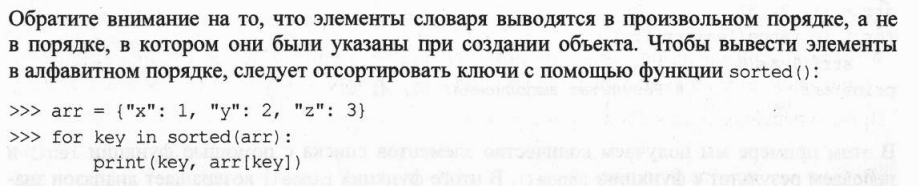 Обратите внимание на то, что элементы словаря выводятся в произвольном порядке, а не
в порядке, в котором они были указаны при создании объекта. Чтобы вывести элементы
в алфавитном порядке, следует отсортировать ключи с помощью функции sorted():
>>> arr = {"x": 1, "y": 2, "z": 3}
>>> for key in sorted(arr):
print(key, arr[key])